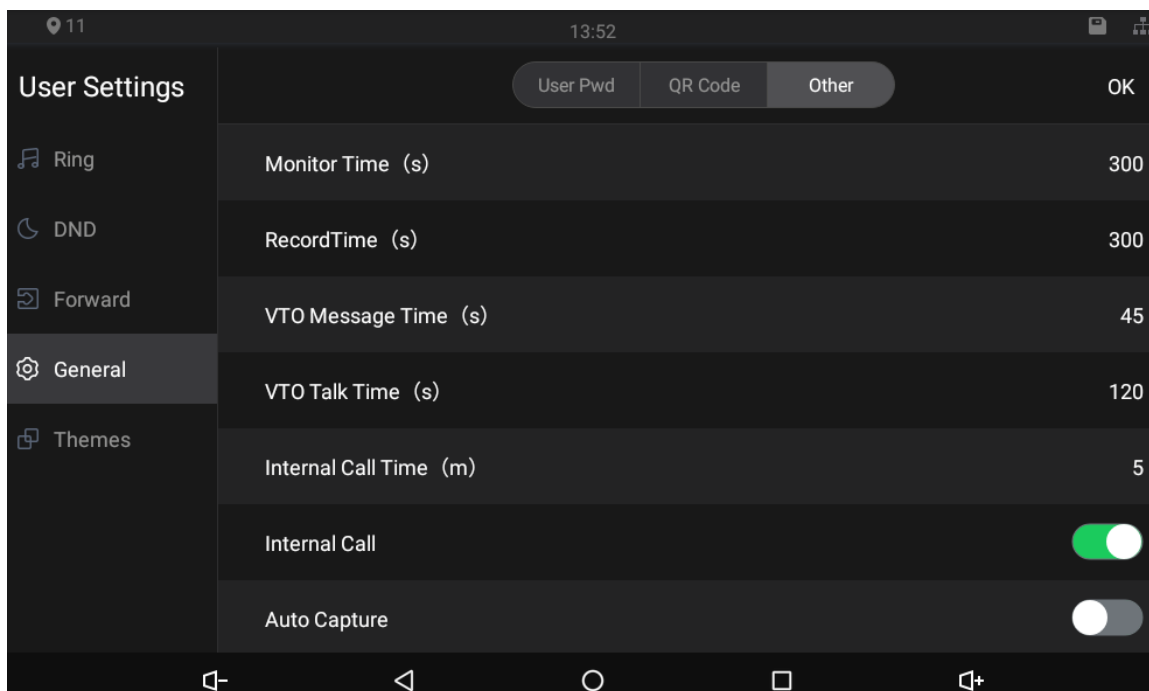 11
13:52
User Settings
User Pwd
QR Code
Other
OK
Ring
DND
Forward
General
Themes
Monitor Time（s）
300
RecordTime（s）
300
VTO Message Time（s）
45
VTO Talk Time（s）
120
Internal Call Time（m）
5
Internal Call
Auto Capture